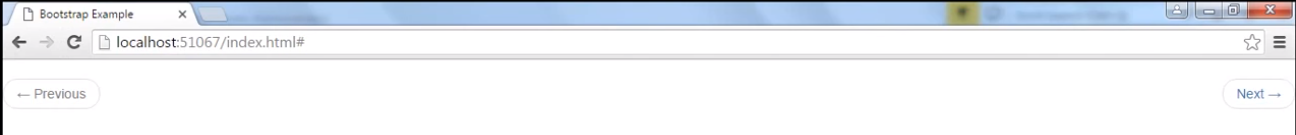 Bootstrap Example
localhost:51067/index.html#
← Previous
Next →